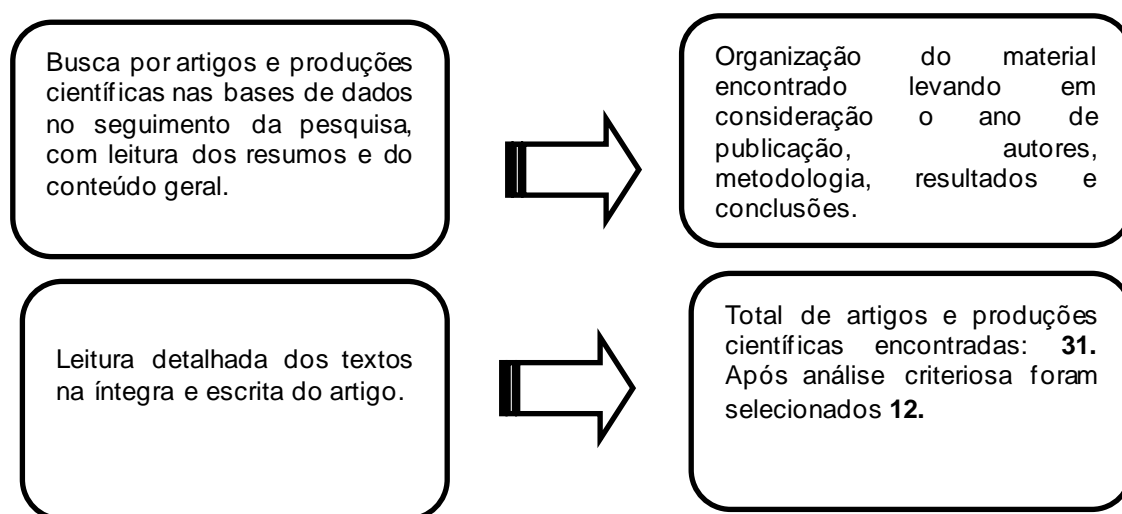 Busca por artigos e produções
científicas nas bases de dados
no seguimento da pesquisa,
com leitura dos resumos e do
conteúdo geral.
Organização do material
encontrado levando em
consideração o ano de
publicação, autores,
metodologia, resultados e
conclusões.
Leitura detalhada dos textos
na íntegra e escrita do artigo.
Total de artigos e produções
científicas encontradas: 31.
Após análise criteriosa foram
selecionados 12.